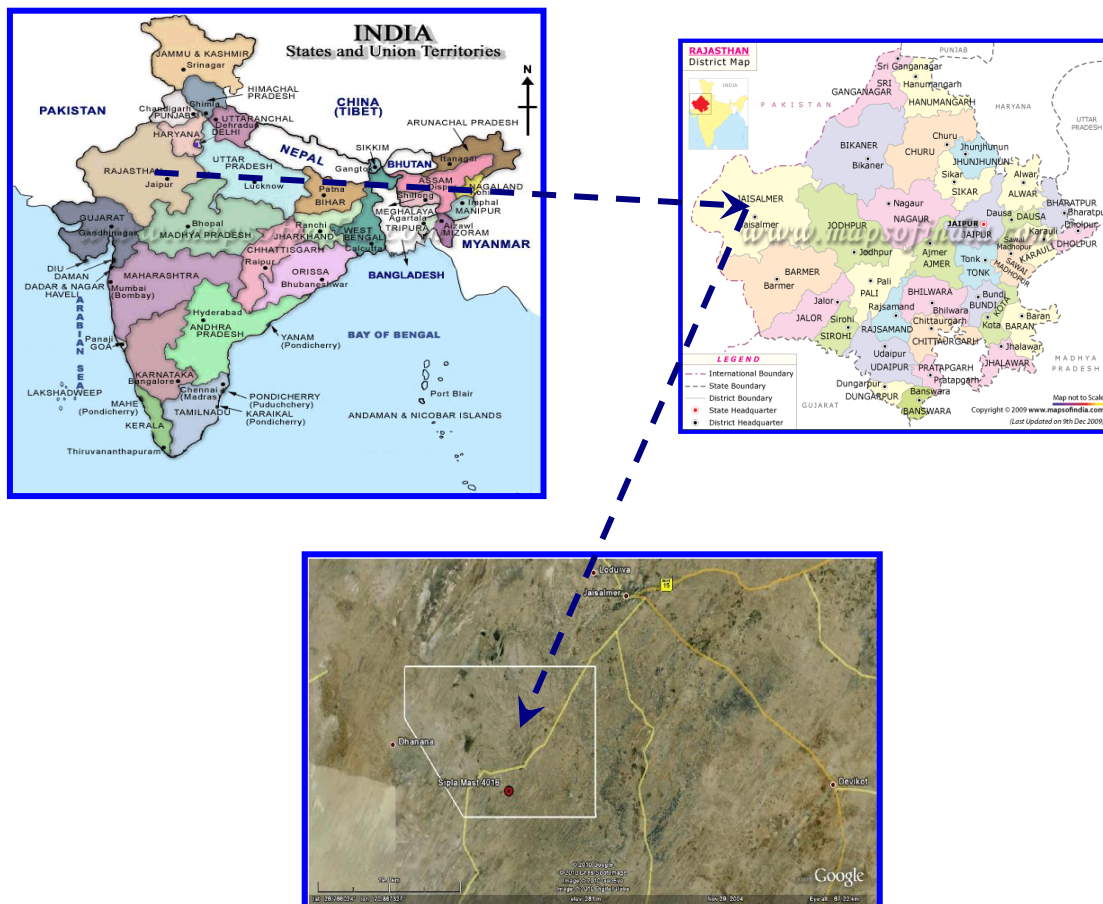 INDIA
States and Union Territories
N
JAMMU & KASHMIR
Srinagar
HIMACHAL
PRADESH
PAKISTAN
Shimla
Chandigarh
PUNJAB
UTTARANCHAL
Dehradun
CHINA
(TIBET)
HARYANA
DELHI
ARUNACHAL PRADESH
Itanagar
NEPAL
SIKKIM
Gangtok
BHUTAN
RAJASTHAN
Jaipur
UTTAR
PRADESH
Lucknow
ASSAM
Dispur
NAGALAND
Patna
BIHAR
Shillong
MEGHALAYA
Imphal
MANIPUR
Agartala
TRIPURA
Aizawl
MIZORAM
MYANMAR
GUJARAT
Gandhinagar
Bhopal
MADHYA PRADESH
Ranchi
JHARKHAND
WEST
BENGAL
Calcutta
BANGLADESH
CHHATTISGARH
Raipur
ORISSA
Bhubaneshwar
DIU
DAMAN
DADAR & NAGAR
HAVELI
MAHARASHTRA
Mumbai
(Bombay)
ARABIAN SEA
Hyderabad
ANDHRA
PRADESH
YANAM
(Pondicherry)
BAY OF BENGAL
Panaji
GOA
KARNATAKA
Bangalore
Chennai
(Madras)
PONDICHERRY
(Puduchchery)
LAKSHADWEEP
MAHE
(Pondicherry)
TAMILNADU
KARAIKAL
(Pondicherry)
Port Blair
ANDAMAN & NICOBAR ISLANDS
KERALA
Thiruvananthapuram
RAJASTHAN
District Map
INDIA
PUNJAB
PAKISTAN
HARYANA
UTTAR
PRADESH
Sri Ganganagar
SRI
GANGANAGAR
Hanumangarh
HANUMANGARH
BIKANER
Bikaner
Churu
CHURU
Jhunjhunun
JHUNJHUNUN
Sikar
SIKAR
Alwar
ALWAR
JAISALMER
Jaisalmer
JODHPUR
Jodhpur
Nagaur
NAGAUR
JAIPUR
JAIPUR
Dausa
DAUSA
BHARATPUR
Bharatpur
Karauli
KARAULI
Dholpur
DHOLPUR
www.mapsofindia.com
Ajmer
AJMER
Sawai
Madhopur
SAWAI
MADHOPUR
Tonk
TONK
BARMER
Barmer
Pali
PALI
Jalor
JALOR
Sirohi
SIROHI
Rajsamand
RAJSAMAND
BHILWARA
Bhilwara
Bundi
BUNDI
KOTA
Kota
Baran
BARAN
Chittaurgarh
CHITTAURGARH
Jhalawar
JHALAWAR
Udaipur
UDAIPUR
PRATAPGARH
Pratapgarh
Dungarpur
DUNGARPUR
Banswara
BANSWARA
GUJARAT
MADHYA
PRADESH
LEGEND
International Boundary
State Boundary
District Boundary
State Headquarter
District Headquarter
Map not to Scale
Copyright © 2009 www.mapsofindia.com
(Last Updated on 9th Dec 2009)
Loduiva
Jaisalmer
15
Dhanana
Sipla Mast 4016
Devikot
© 2010 Google
Google
Nov 29, 2004